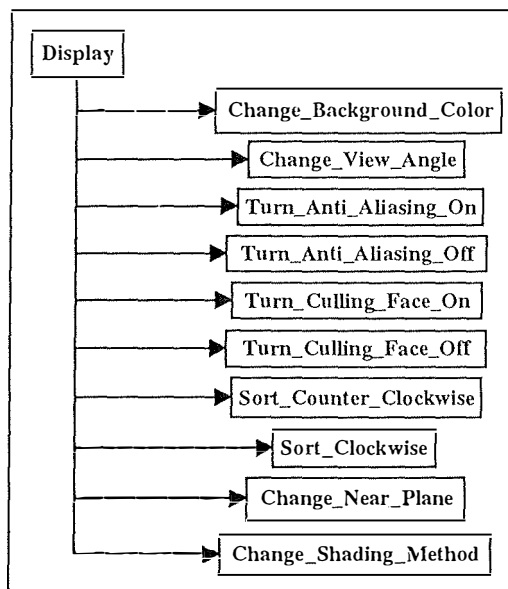 Display
Change_Background_Color
Change_View_Angle
Turn_Anti_Aliasing_On
Turn_Anti_Aliasing_Off
Turn_Culling_Face_On
Turn_Culling_Face_Off
Sort_Counter_Clockwise
Sort_Clockwise
Change_Near_Plane
Change_Shading_Method